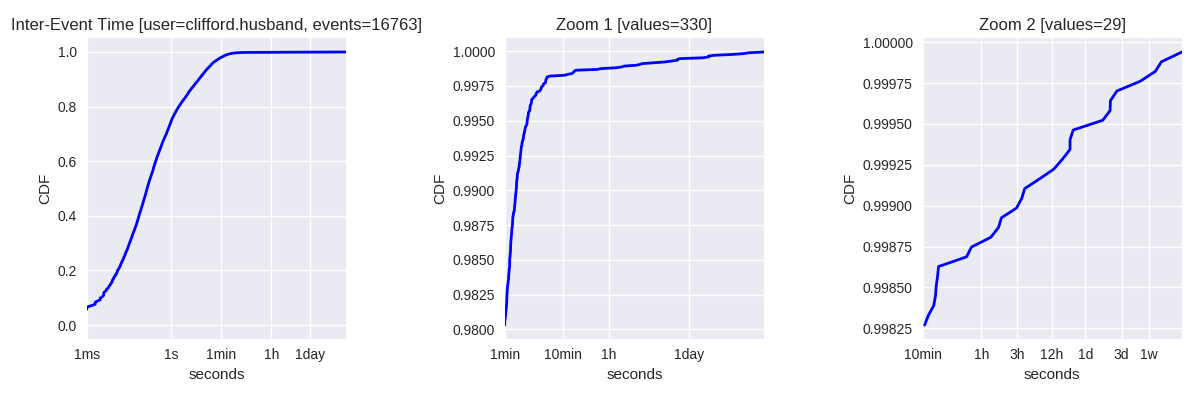 Inter-Event Time [user=clifford.husband, events=16763]
CDF
1.0
0.8
0.6
0.4
0.2
0.0
1ms 1s 1min 1h 1day
seconds
Zoom 1 [values=330]
CDF
1.0000
0.9975
0.9950
0.9925
0.9900
0.9875
0.9850
0.9825
0.9800
1min 10min 1h 1day
seconds
Zoom 2 [values=29]
CDF
1.00000
0.99975
0.99950
0.99925
0.99900
0.99875
0.99850
0.99825
10min 1h 3h 12h 1d 3d 1w
seconds